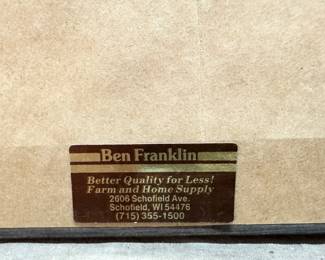 Ben Franklin
Better Quality for Less!
Farm and Home Supply
2606 Schofield Ave.
Schofield, WI 54476
(715) 355-1500